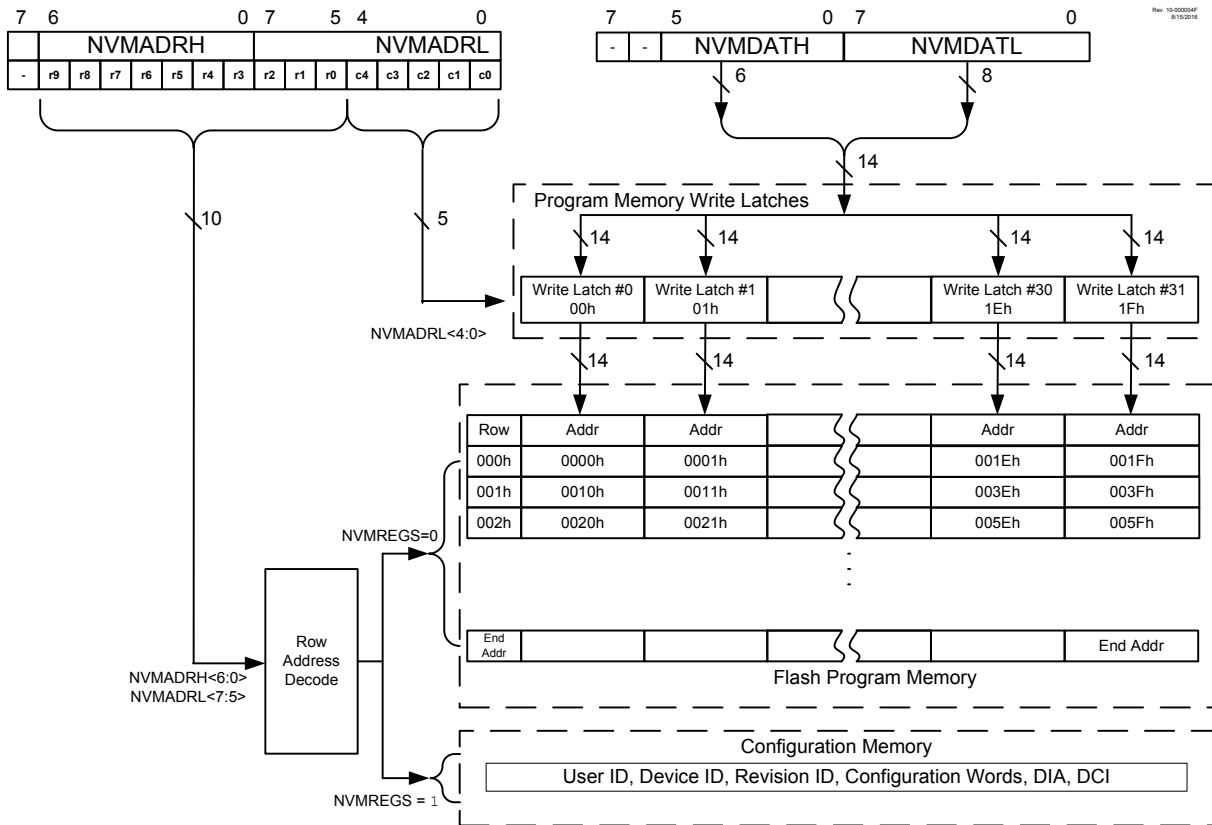 7 6 0 7 5 4 0 7 5 0 7 0
Rev. 10-000004F
8/15/2016
NVMADRH NVMADRL - - NVMDATH NVMDATL
- r9 r8 r7 r6 r5 r4 r3 r2 r1 r0 c4 c3 c2 c1 c0
6 8
14
Program Memory Write Latches
10 5 14 14 14 14
Write Latch #0 Write Latch #1 Write Latch #30 Write Latch #31
00h 01h 1Eh 1Fh
NVMADRL<4:0>
14 14 14 14
Row Addr Addr Addr Addr
000h 0000h 0001h 001Eh 001Fh
001h 0010h 0011h 003Eh 003Fh
002h 0020h 0021h 005Eh 005Fh
NVMREGS=0
End
Addr
End Addr
Row
Address
Decode
NVMADRH<6:0>
NVMADRL<7:5>
Flash Program Memory
Configuration Memory
User ID, Device ID, Revision ID, Configuration Words, DIA, DCI
NVMREGS = 1